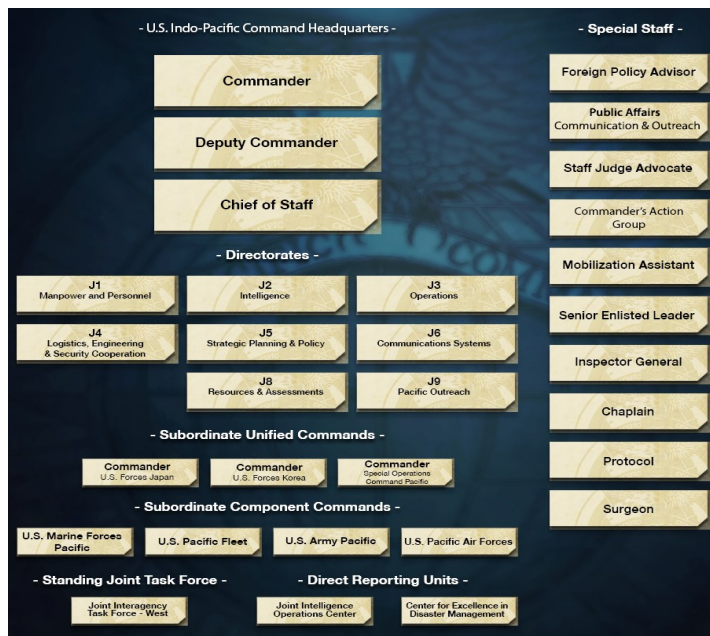 - U.S. Indo-Pacific Command Headquarters -
Commander
Deputy Commander
Chief of Staff
- Directorates -
J1
Manpower and Personnel
J2
Intelligence
J3
Operations
J4
Logistics, Engineering
& Security Cooperation
J5
Strategic Planning & Policy
J6
Communications Systems
J8
Resources & Assessments
J9
Pacific Outreach
- Subordinate Unified Commands -
Commander
U.S. Forces Japan
Commander
U.S. Forces Korea
Commander
Special Operations
Command Pacific
- Subordinate Component Commands -
U.S. Marine Forces
Pacific
U.S. Pacific Fleet
U.S. Army Pacific
U.S. Pacific Air Forces
- Standing Joint Task Force -
Joint Interagency
Task Force - West
- Direct Reporting Units -
Joint Intelligence
Operations Center
Center for Excellence in
Disaster Management
- Special Staff -
Foreign Policy Advisor
Public Affairs
Communication & Outreach
Staff Judge Advocate
Commander's Action
Group
Mobilization Assistant
Senior Enlisted Leader
Inspector General
Chaplain
Protocol
Surgeon